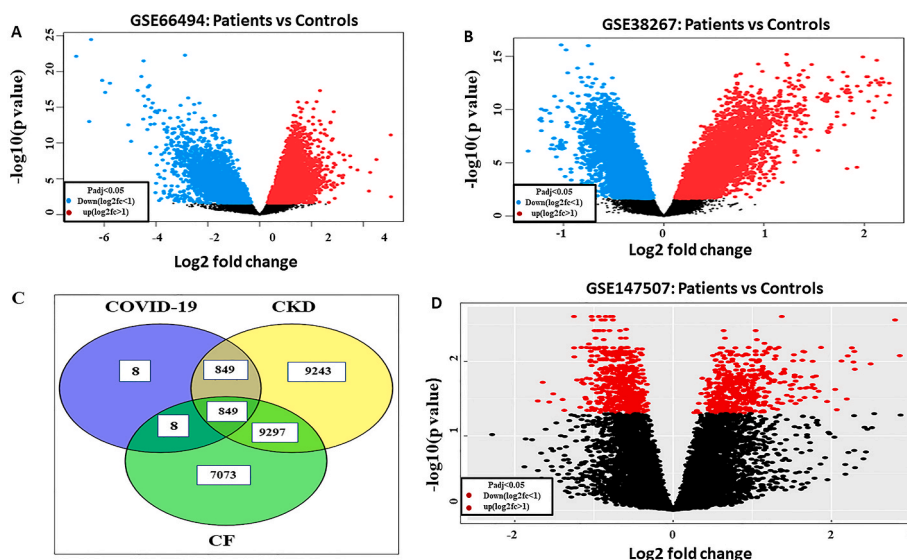 A
GSE66494: Patients vs Controls
-log10(p value)
25
20
15
10
5
0
Padj<0.05
Down(log2fc<1)
up(log2fc>1)
-6
-4
-2
0
2
4
Log2 fold change
B
GSE38267: Patients vs Controls
-log10(p value)
15
10
5
0
Padj<0.05
Down(log2fc<1)
up(log2fc>1)
-1
0
1
2
Log2 fold change
C
COVID-19
CKD
8
849
9243
849
8
9297
7073
CF
D
GSE147507: Patients vs Controls
-log10(p value)
2
1
0
Padj<0.05
Down(log2fc<1)
up(log2fc>1)
-2
-1
0
1
2
Log2 fold change